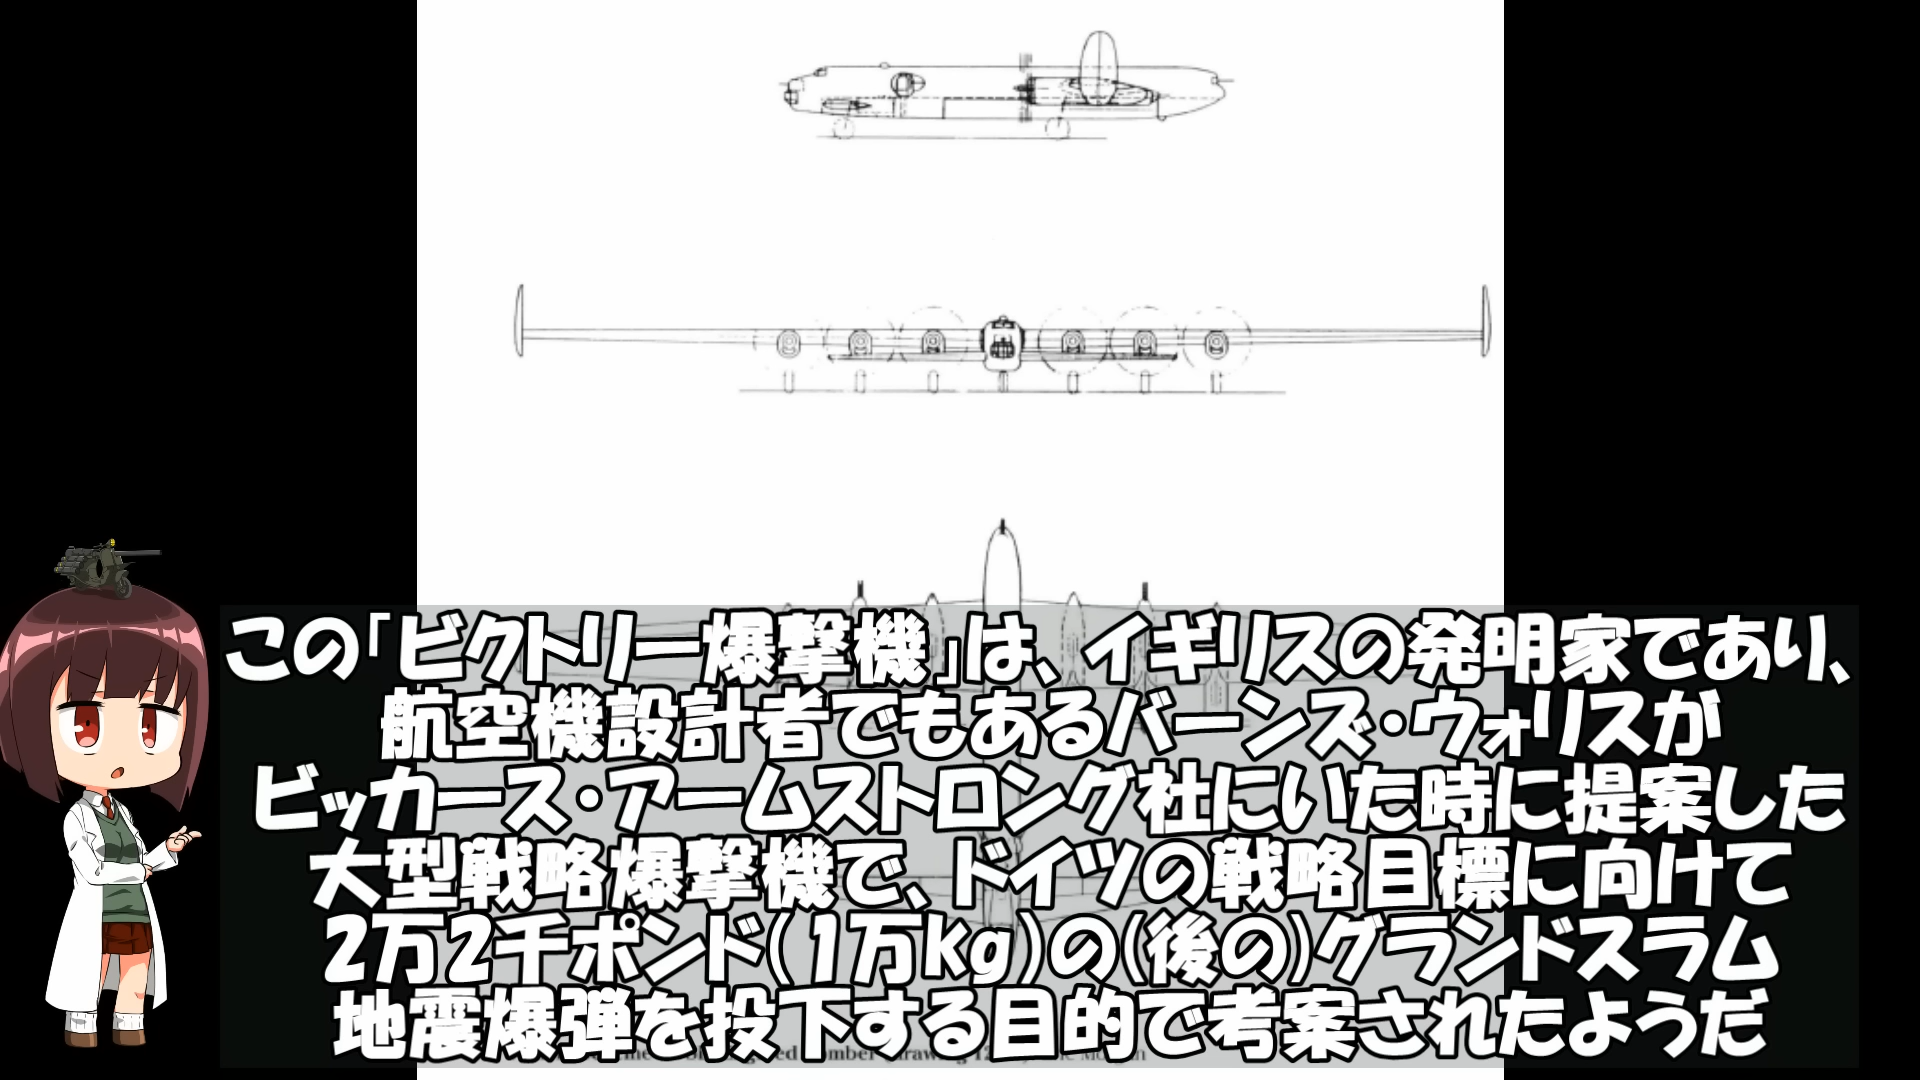 この「ビクトリー爆撃機」は、イギリスの発明家であり、
航空機設計者でもあるバーンズ・ウォリスが
ビッカース・アームストロング社にいた時に提案した
大型戦略爆撃機で、ドイツの戦略目標に向けて
2万2千ポンド(1万kg)の(後の)グランドスラム
地震爆弾を投下する目的で考案されたようだ